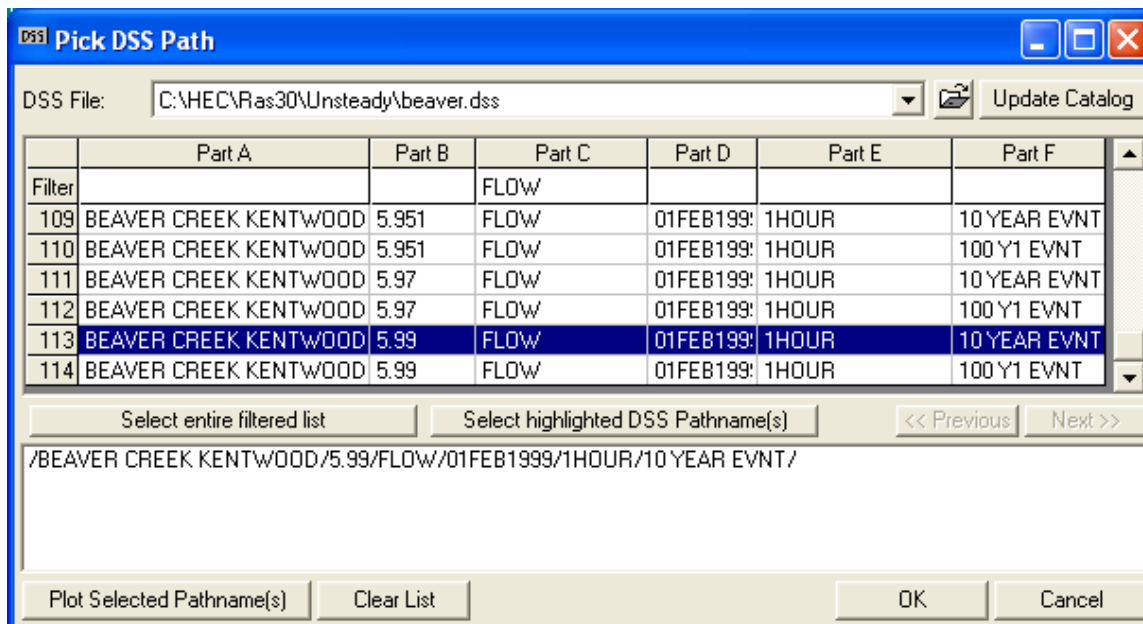 DSS Pick DSS Path
DSS File: C:\HEC\Ras30\Unsteady\beaver.dss Update Catalog
Part A Part B Part C Part D Part E Part F
Filter FLOW
109 BEAVER CREEK KENTWOOD 5.951 FLOW 01FEB199 1HOUR 10 YEAR EVNT
110 BEAVER CREEK KENTWOOD 5.951 FLOW 01FEB199 1HOUR 100 Y1 EVNT
111 BEAVER CREEK KENTWOOD 5.97 FLOW 01FEB199 1HOUR 10 YEAR EVNT
112 BEAVER CREEK KENTWOOD 5.97 FLOW 01FEB199 1HOUR 100 Y1 EVNT
113 BEAVER CREEK KENTWOOD 5.99 FLOW 01FEB199 1HOUR 10 YEAR EVNT
114 BEAVER CREEK KENTWOOD 5.99 FLOW 01FEB199 1HOUR 100 Y1 EVNT
Select entire filtered list Select highlighted DSS Pathname(s) << Previous Next >>
/BEAVER CREEK KENTWOOD/5.99/FLOW/01FEB1999/1HOUR/10 YEAR EVNT/
Plot Selected Pathname(s) Clear List OK Cancel